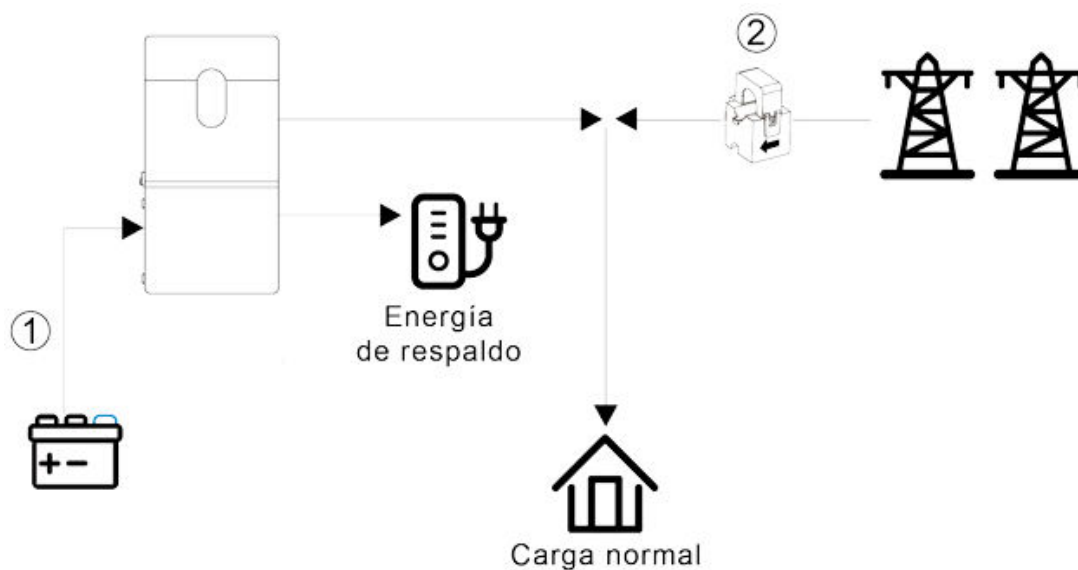 ②
①
Energía
de respaldo
+ -
Carga normal